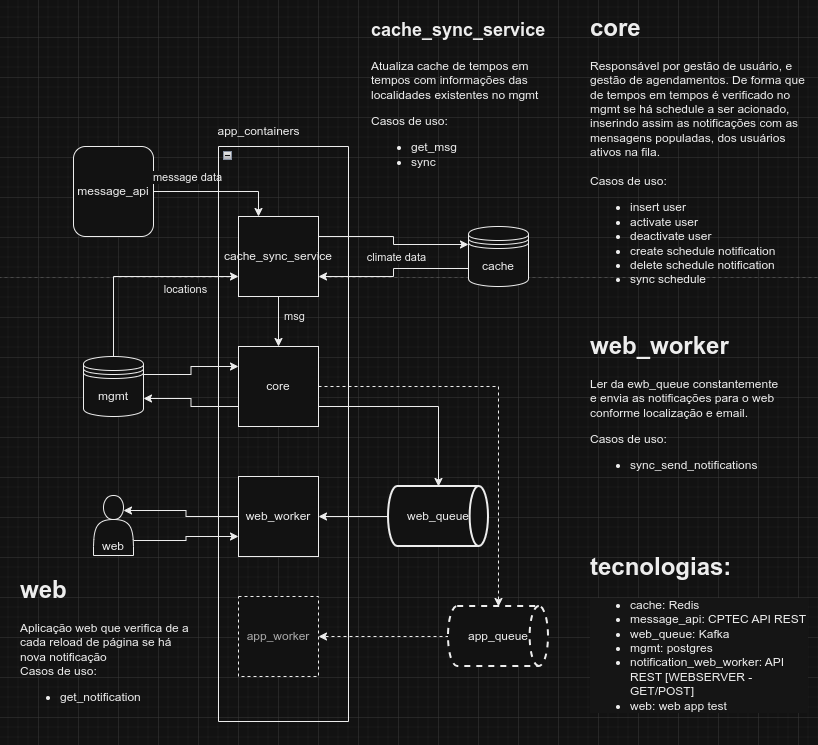 cache_sync_service
Atualiza cache de tempos em
tempos com informações das
localidades existentes no mgmt
Casos de uso:
get_msg
sync
core
Responsável por gestão de usuário, e
gestão de agendamentos. De forma que
de tempos em tempos é verificado no
mgmt se há schedule a ser acionado,
inserindo assim as notificações com as
mensagens populadas, dos usuários
ativos na fila.
Casos de uso:
insert user
activate user
deactivate user
create schedule notification
delete schedule notification
sync schedule
app_containers
message_api
message data
cache_sync_service
climate data
cache
locations
msg
mgmt
core
web_worker
Ler da ewb_queue constantemente
e envia as notificações para o web
conforme localização e email.
Casos de uso:
sync_send_notifications
web
web_worker
web_queue
app_worker
app_queue
web
Aplicação web que verifica de a
cada reload de página se há
nova notificação
Casos de uso:
get_notification
tecnologias:
cache: Redis
message_api: CPTEC API REST
web_queue: Kafka
mgmt: postgres
notification_web_worker: API
REST [WEBSERVER -
GET/POST]
web: web app test